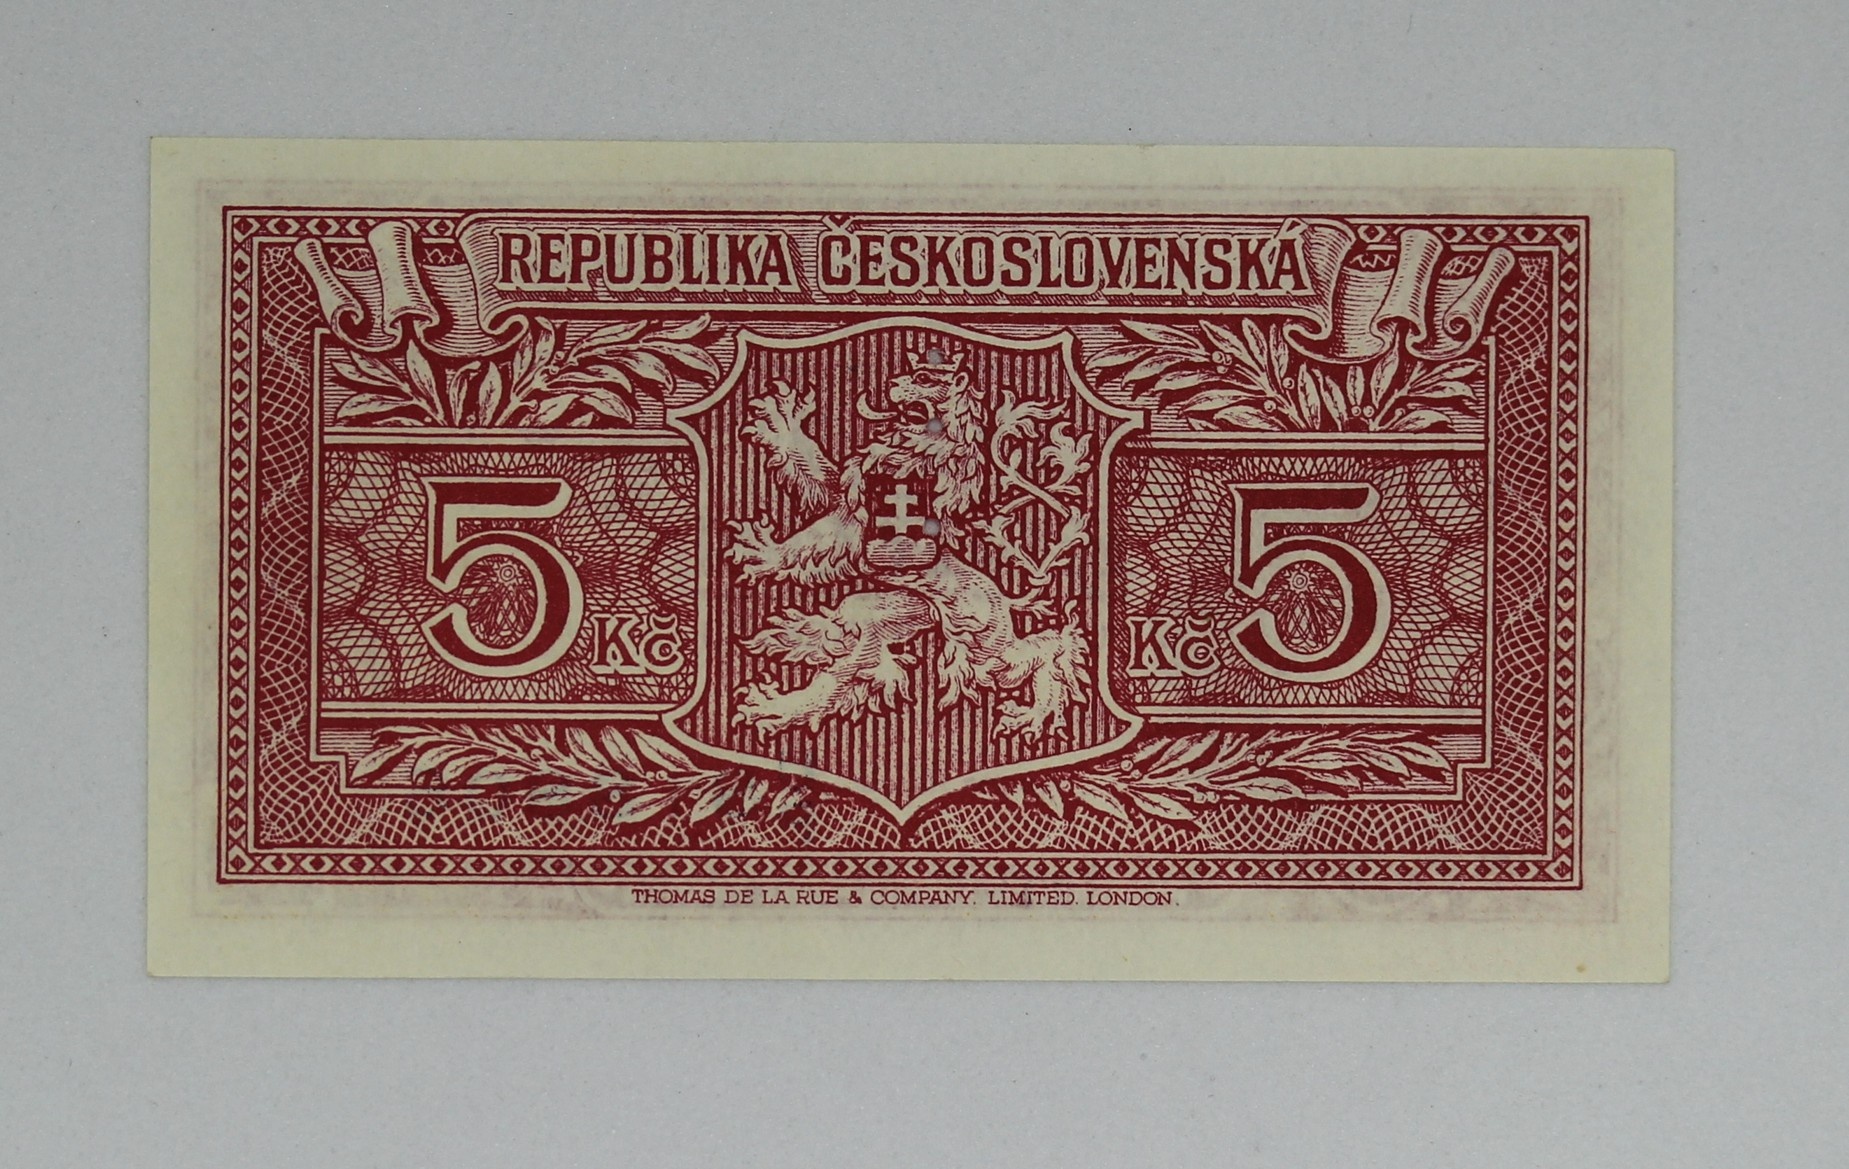 REPUBLIKA ČESKOSLOVENSKÁ
5 Kč
Kč 5
THOMAS DE LA RUE & COMPANY, LIMITED. LONDON.